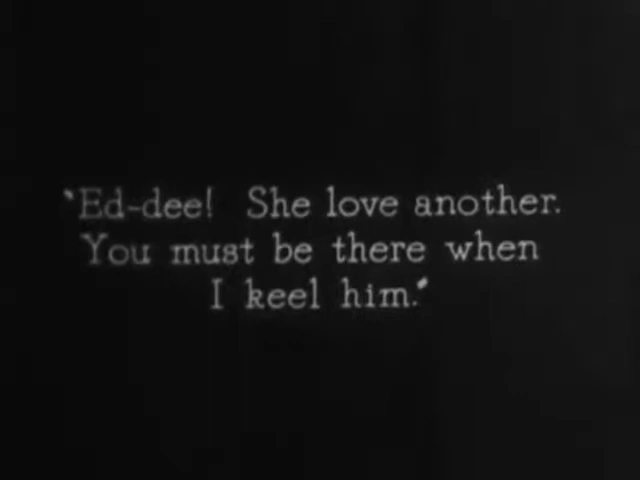 "Ed-dee! She love another.
You must be there when
I keel him."